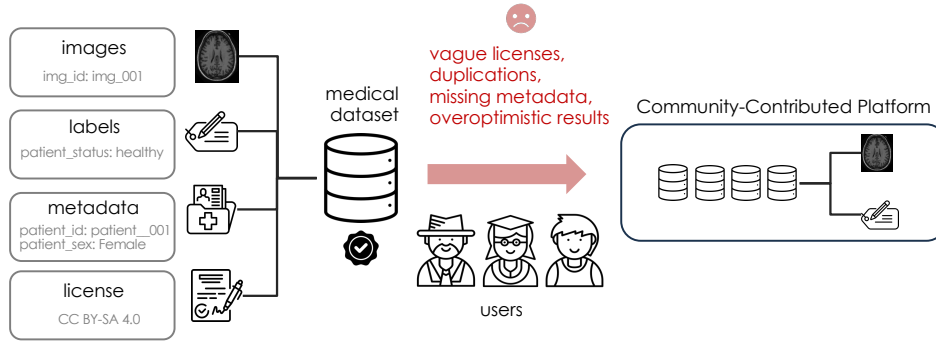 images
img_id: img_001
labels
patient_status: healthy
metadata
patient_id: patient__001
patient_sex: Female
license
CC BY-SA 4.0
medical
dataset
vague licenses,
duplications,
missing metadata,
overoptimistic results
users
Community-Contributed Platform